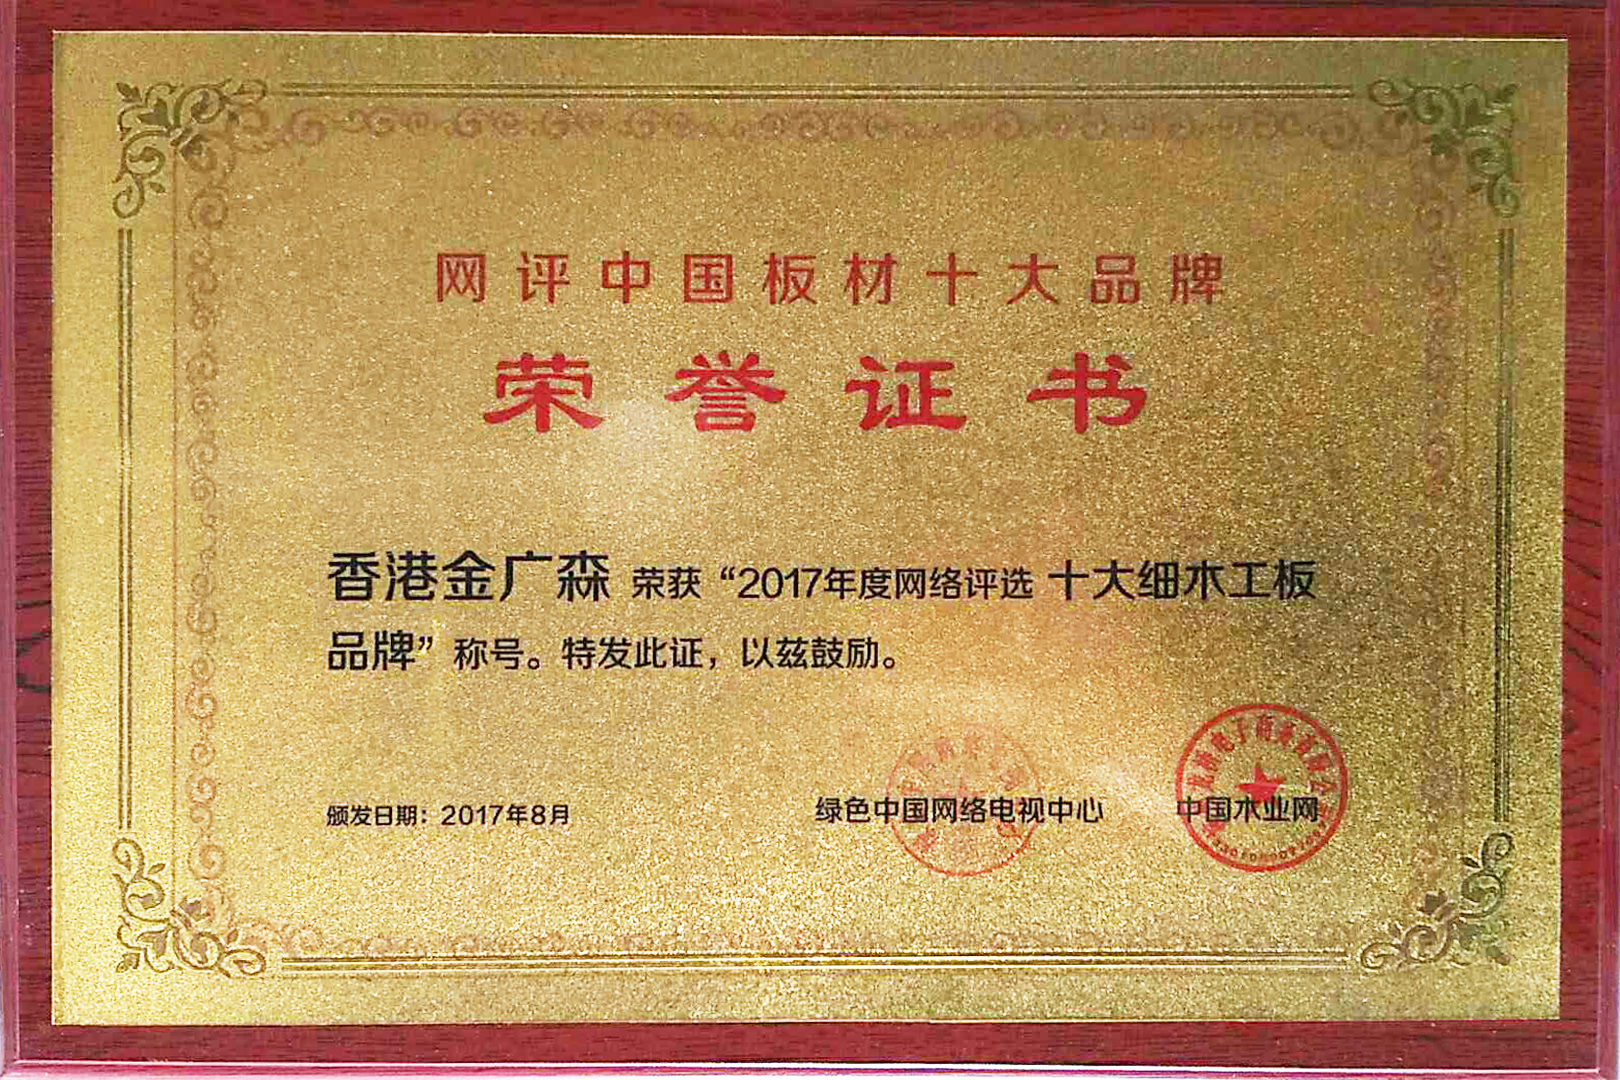 网评中国板材十大品牌
荣誉证书
香港金广森 荣获 “2017年度网络评选 十大细木工板
品牌” 称号。特发此证，以兹鼓励。
颁发日期：2017年8月
绿色中国网络电视中心
中国木业网